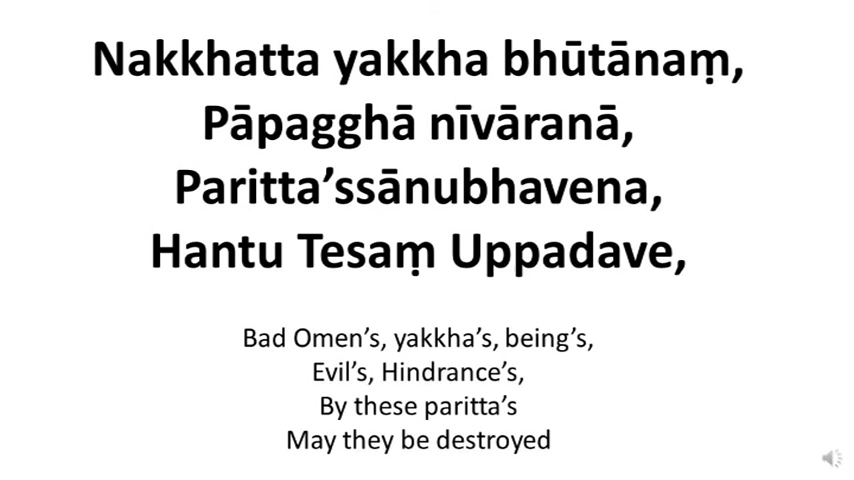 Nakkhatta yakkha bhūtānaṃ,
Pāpagghā nīvāranā,
Paritta’ssānubhavena,
Hantu Tesaṃ Uppadave,
Bad Omen’s, yakkha’s, being’s,
Evil’s, Hindrance’s,
By these paritta’s
May they be destroyed